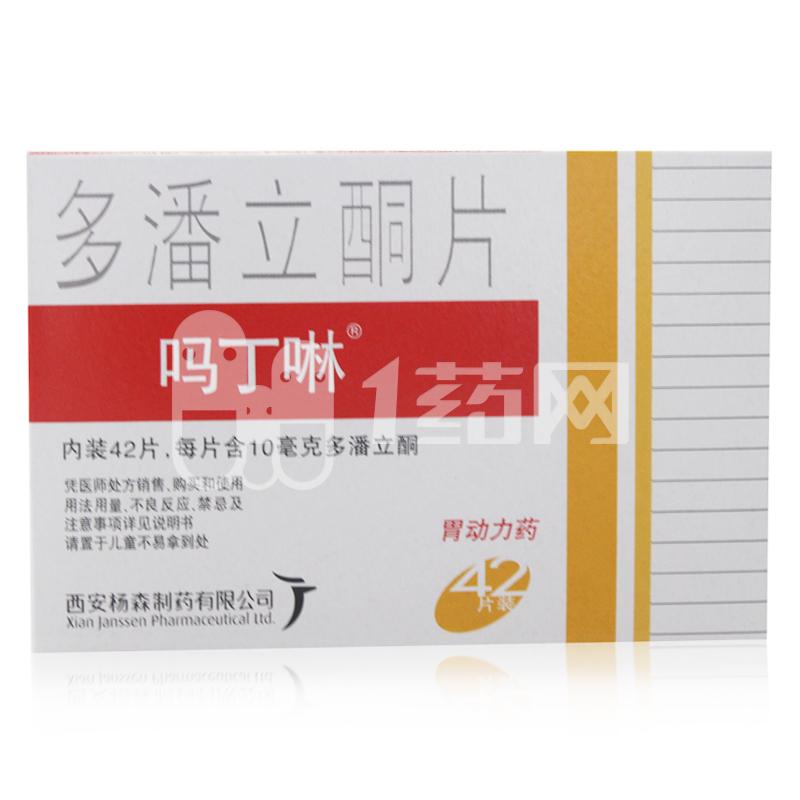 多潘立酮片
吗丁啉®
1药网
内装42片，每片含10毫克多潘立酮
凭医师处方销售、购买和使用
用法用量、不良反应、禁忌及
注意事项详见说明书
请置于儿童不易拿到处
胃动力药
42
片装
西安杨森制药有限公司
Xian Janssen Pharmaceutical Ltd.